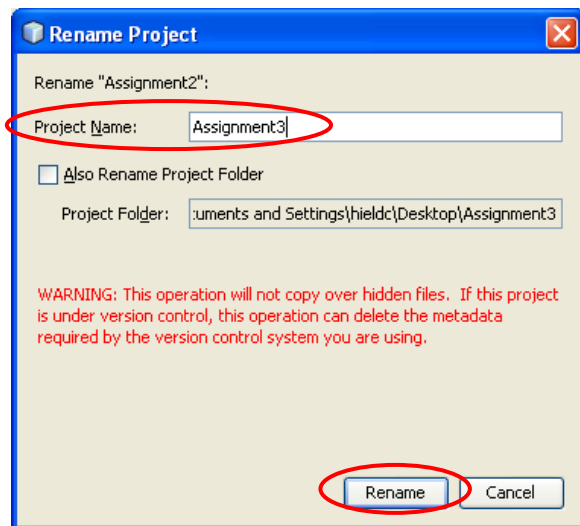 Rename Project
Rename "Assignment2":
Project Name: Assignment3
Also Rename Project Folder
Project Folder: :uments and Settings\hieldc\Desktop\Assignment3
WARNING: This operation will not copy over hidden files. If this project
is under version control, this operation can delete the metadata
required by the version control system you are using.
Rename Cancel